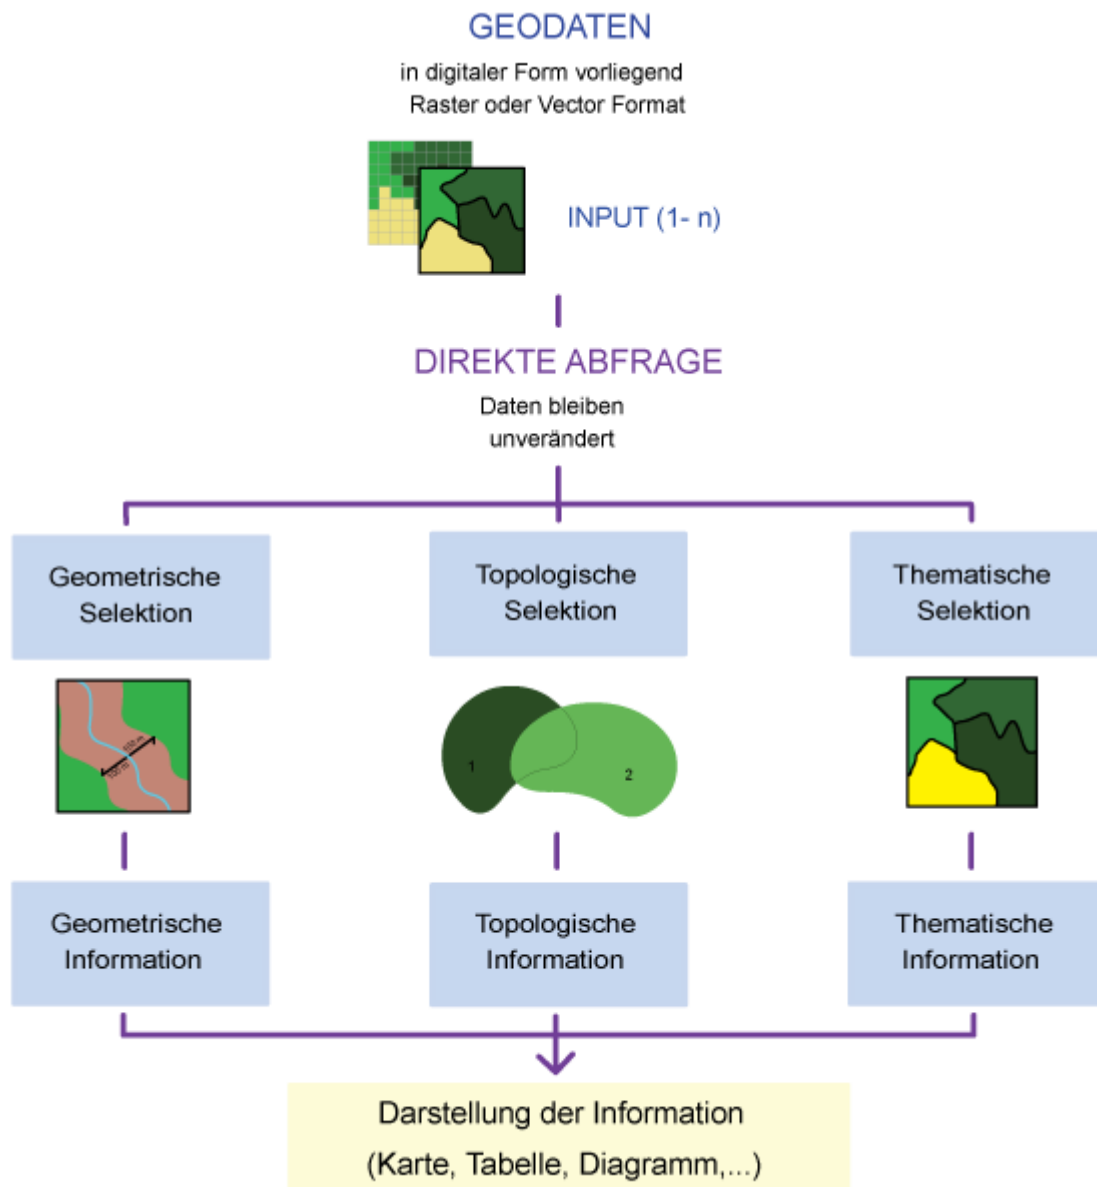 GEODATEN
in digitaler Form vorliegend
Raster oder Vector Format
INPUT (1- n)
DIREKTE ABFRAGE
Daten bleiben
unverändert
Geometrische
Selektion
Topologische
Selektion
Thematische
Selektion
100 m
1
2
Geometrische
Information
Topologische
Information
Thematische
Information
Darstellung der Information
(Karte, Tabelle, Diagramm,...)